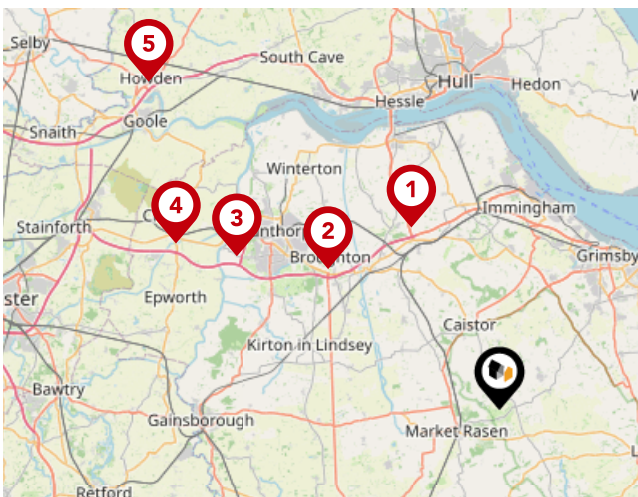 Selby
5
South Cave
Howden
Hull
Hedon
Hessle
Goole
Snaith
Winterton
1
4
3
Immingham
2
Stainforth
Grimsby
Epworth
Caistor
Kirton in Lindsey
Bawtry
Gainsborough
Market Rasen
Retford